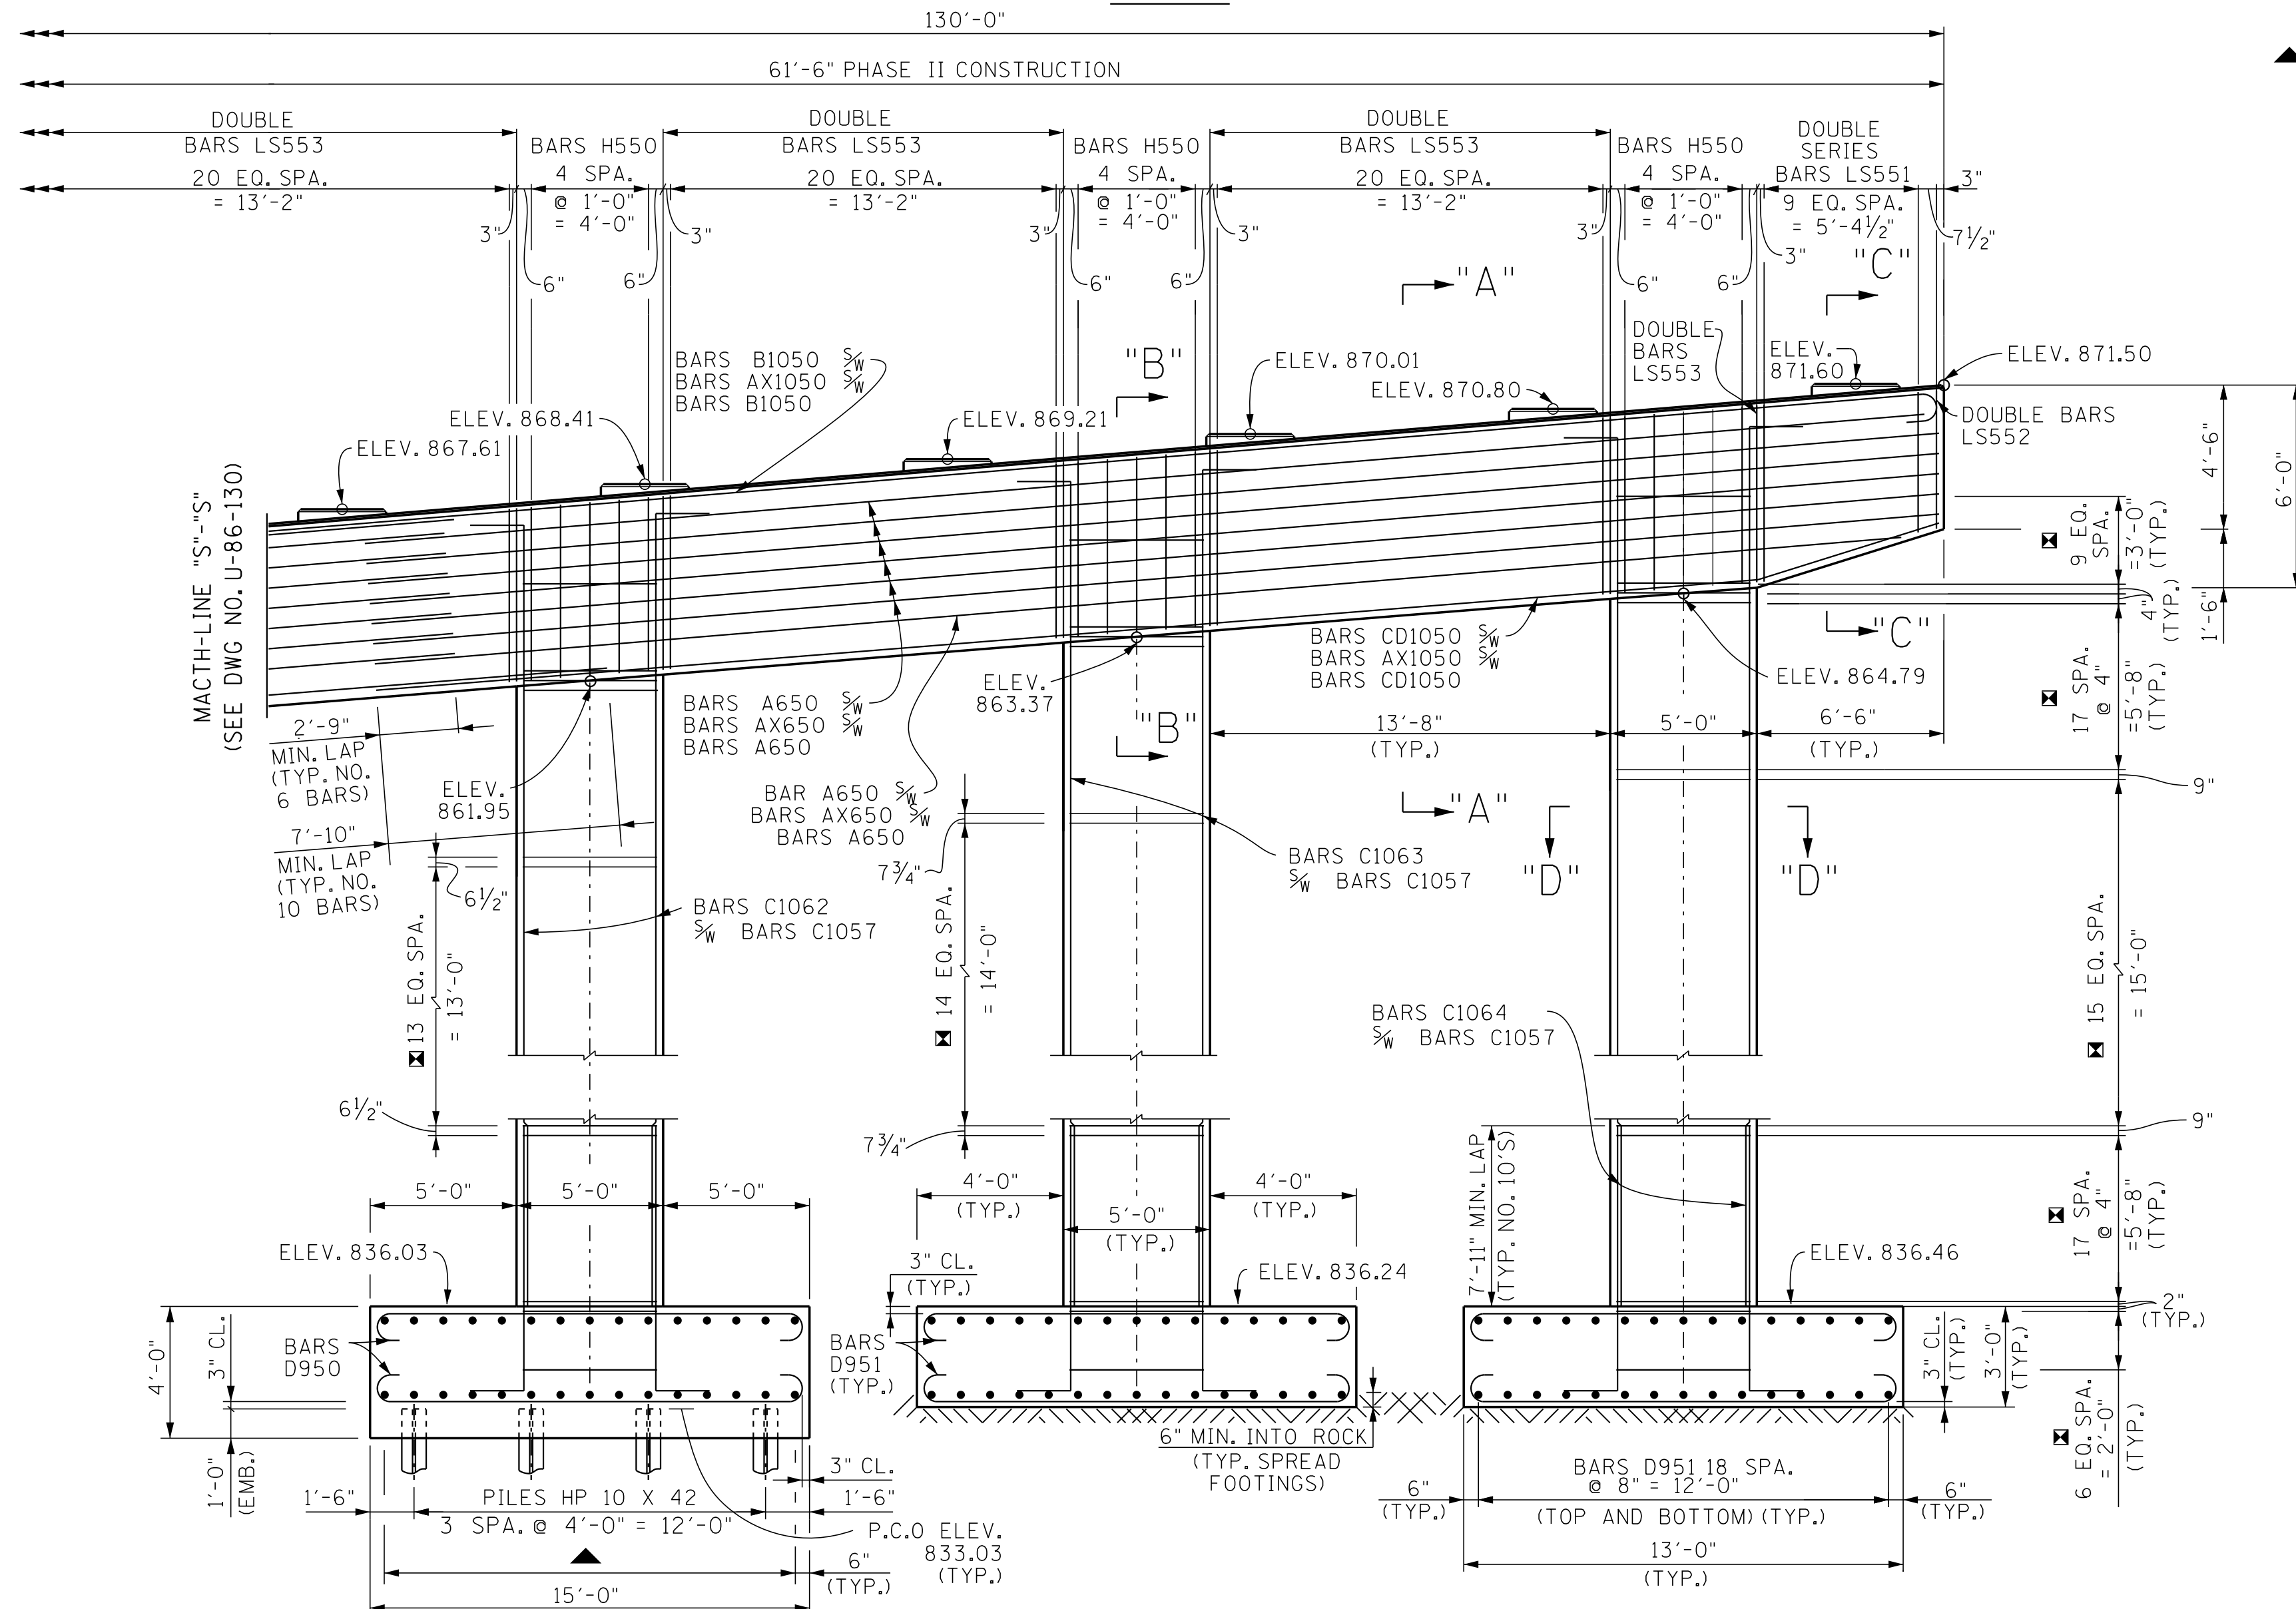 130'-0"
61'-6" PHASE II CONSTRUCTION
DOUBLE
BARS LS553
20 EQ. SPA.
= 13'-2"
BARS H550
4 SPA.
@ 1'-0"
= 4'-0"
DOUBLE
BARS LS553
20 EQ. SPA.
= 13'-2"
BARS H550
4 SPA.
@ 1'-0"
= 4'-0"
DOUBLE
BARS LS553
20 EQ. SPA.
= 13'-2"
BARS H550
4 SPA.
@ 1'-0"
= 4'-0"
DOUBLE
SERIES
BARS LS551
9 EQ. SPA.
= 5'-4½"
3"
3"
3"
3"
3"
3"
3"
7½"
6"
6"
6"
6"
6"
6"
"A"
"C"
"B"
BARS B1050 S/W
BARS AX1050 S/W
BARS B1050
DOUBLE
BARS
LS553
ELEV.
871.60
ELEV. 871.50
ELEV. 870.01
ELEV. 870.80
ELEV. 869.21
ELEV. 868.41
ELEV. 867.61
DOUBLE BARS
LS552
4'-6"
6'-0"
1'-6"
MACTH-LINE "S"-"S"
(SEE DWG NO. U-86-130)
9 EQ.
SPA.
=3'-0"
(TYP.)
4"
(TYP.)
17 SPA.
@ 4"
=5'-8"
(TYP.)
9"
"C"
BARS CD1050 S/W
BARS AX1050 S/W
BARS CD1050
ELEV. 864.79
ELEV.
863.37
"B"
BARS A650 S/W
BARS AX650 S/W
BARS A650
13'-8"
(TYP.)
5'-0"
6'-6"
(TYP.)
2'-9"
MIN. LAP
(TYP. NO.
6 BARS)
ELEV.
861.95
BAR A650 S/W
BARS AX650 S/W
BARS A650
"A"
7'-10"
MIN. LAP
(TYP. NO.
10 BARS)
6½"
7¾"
BARS C1063
S/W BARS C1057
"D"
"D"
BARS C1062
S/W BARS C1057
13 EQ. SPA.
= 13'-0"
14 EQ. SPA.
= 14'-0"
15 EQ. SPA.
= 15'-0"
BARS C1064
S/W BARS C1057
6½"
7¾"
9"
7'-11" MIN. LAP
(TYP. NO. 10'S)
17 SPA.
@ 4"
=5'-8"
(TYP.)
5'-0"
5'-0"
5'-0"
4'-0"
(TYP.)
5'-0"
(TYP.)
4'-0"
(TYP.)
ELEV. 836.03
3" CL.
(TYP.)
ELEV. 836.24
ELEV. 836.46
2"
(TYP.)
4'-0"
3" CL.
BARS
D950
BARS
D951
(TYP.)
3" CL.
(TYP.)
3'-0"
(TYP.)
6 EQ. SPA.
= 2'-0"
(TYP.)
1'-0"
(EMB.)
6" MIN. INTO ROCK
(TYP. SPREAD
FOOTINGS)
3" CL.
1'-6"
PILES HP 10 X 42
3 SPA. @ 4'-0" = 12'-0"
1'-6"
P.C.O ELEV.
833.03
(TYP.)
6"
(TYP.)
BARS D951 18 SPA.
@ 8" = 12'-0"
(TOP AND BOTTOM) (TYP.)
6"
(TYP.)
6"
(TYP.)
13'-0"
(TYP.)
15'-0"